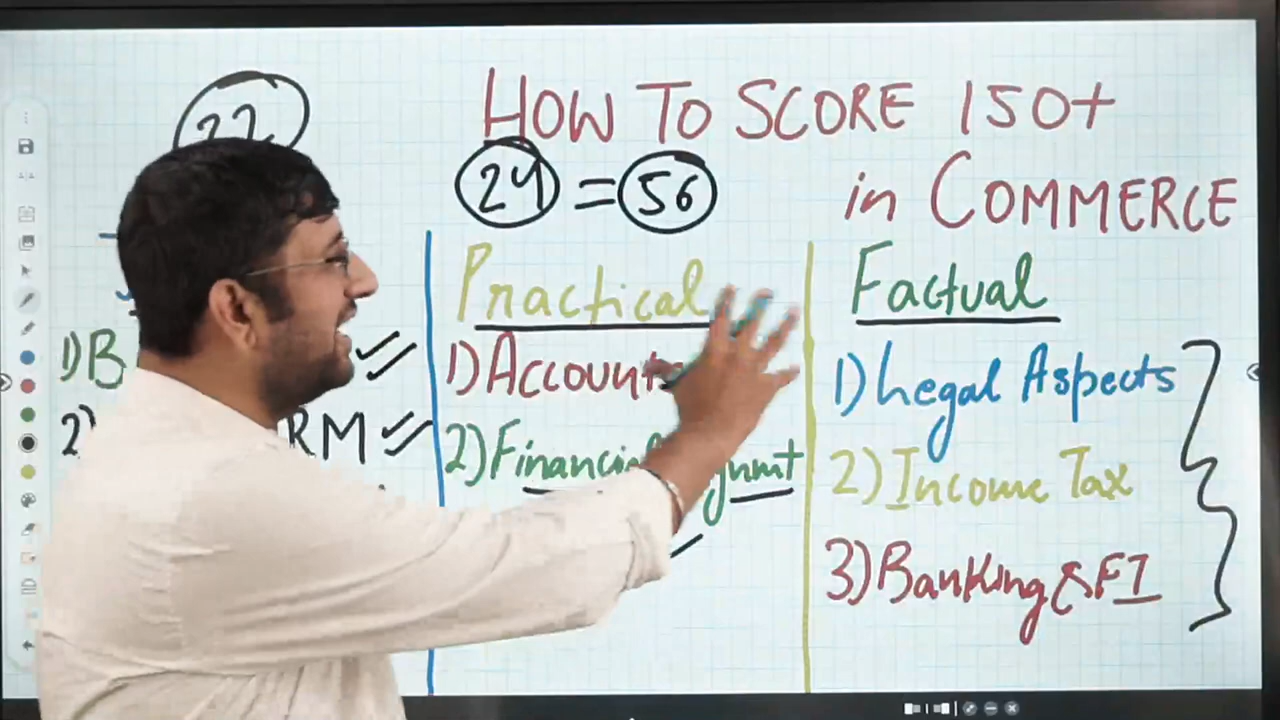 22
HOW TO SCORE 150+
in COMMERCE
24 = 56
1) B
2) RM
Practical
1) Accounts
2) Financial
Factual
1) Legal Aspects
2) Income Tax
3) Banking & FI